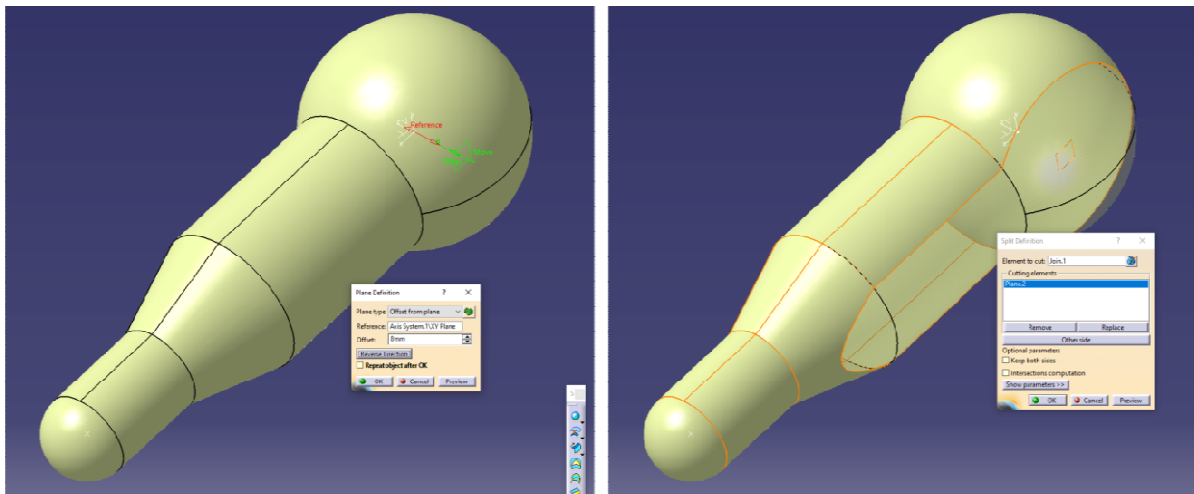 Reference
Move
Plane Definition ? ×
Plane type: Offset from plane
Reference: Axis System.1\XY Plane
Offset: 8mm
Reverse Direction
Repeat object after OK
OK Cancel Preview
Split Definition ? ×
Element to cut: Join.1
Cutting elements
Plane.2
Remove Replace
Other side
Optional parameters
Keep both sides
Intersections computation
Show parameters >>
OK Cancel Preview